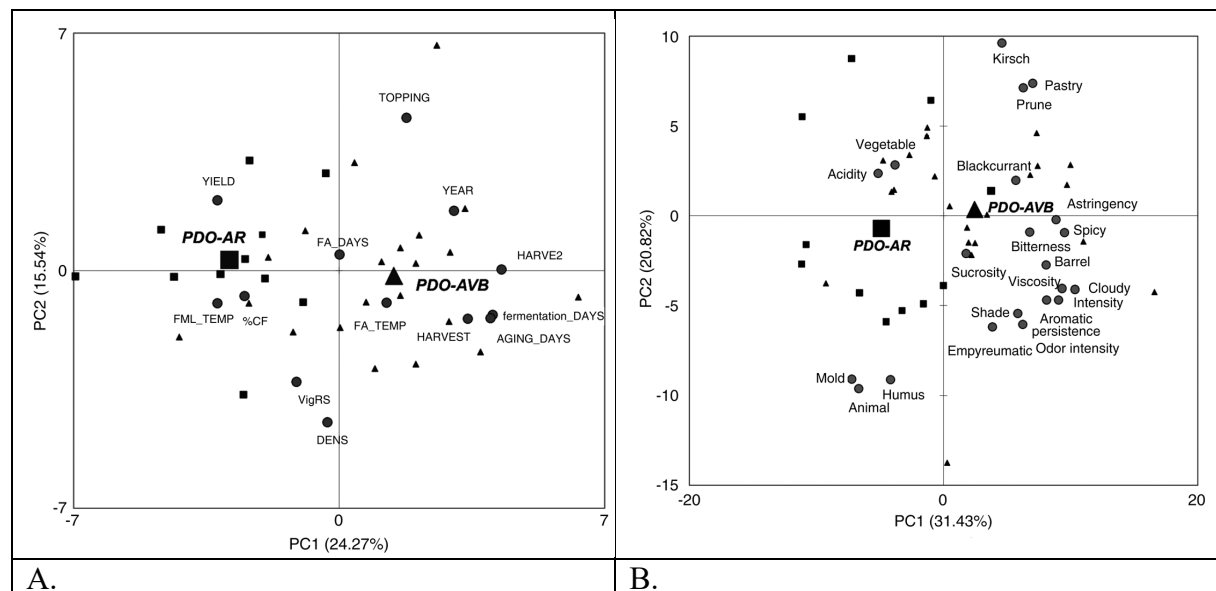 7
TOPPING
YIELD
YEAR
PDO-AR
FA_DAYS
HARVE2
PC2 (15.54%)
0
PDO-AVB
FML_TEMP
%CF
FA_TEMP
fermentation_DAYS
HARVEST
AGING_DAYS
VigRS
DENS
-7
-7
0
7
PC1 (24.27%)
A.
10
Kirsch
Pastry
Prune
5
Vegetable
Blackcurrant
Acidity
PDO-AVB
Astringency
0
PC2 (20.82%)
PDO-AR
Spicy
Bitterness
Barrel
Sucrosity
Viscosity
Cloudy
-5
Intensity
Shade
Aromatic
persistence
Empyreumatic
Odor intensity
Mold
Humus
-10
Animal
-15
-20
0
20
PC1 (31.43%)
B.